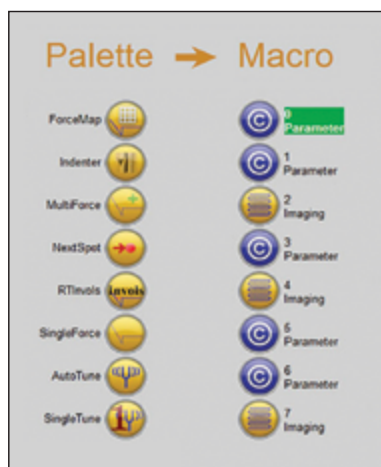 Palette → Macro
ForceMap
0
Parameter
Indenter
1
Parameter
MultiForce
2
Imaging
NextSpot
3
Parameter
RTInvols
invols
4
Imaging
SingleForce
5
Parameter
AutoTune
6
Parameter
SingleTune
1
7
Imaging